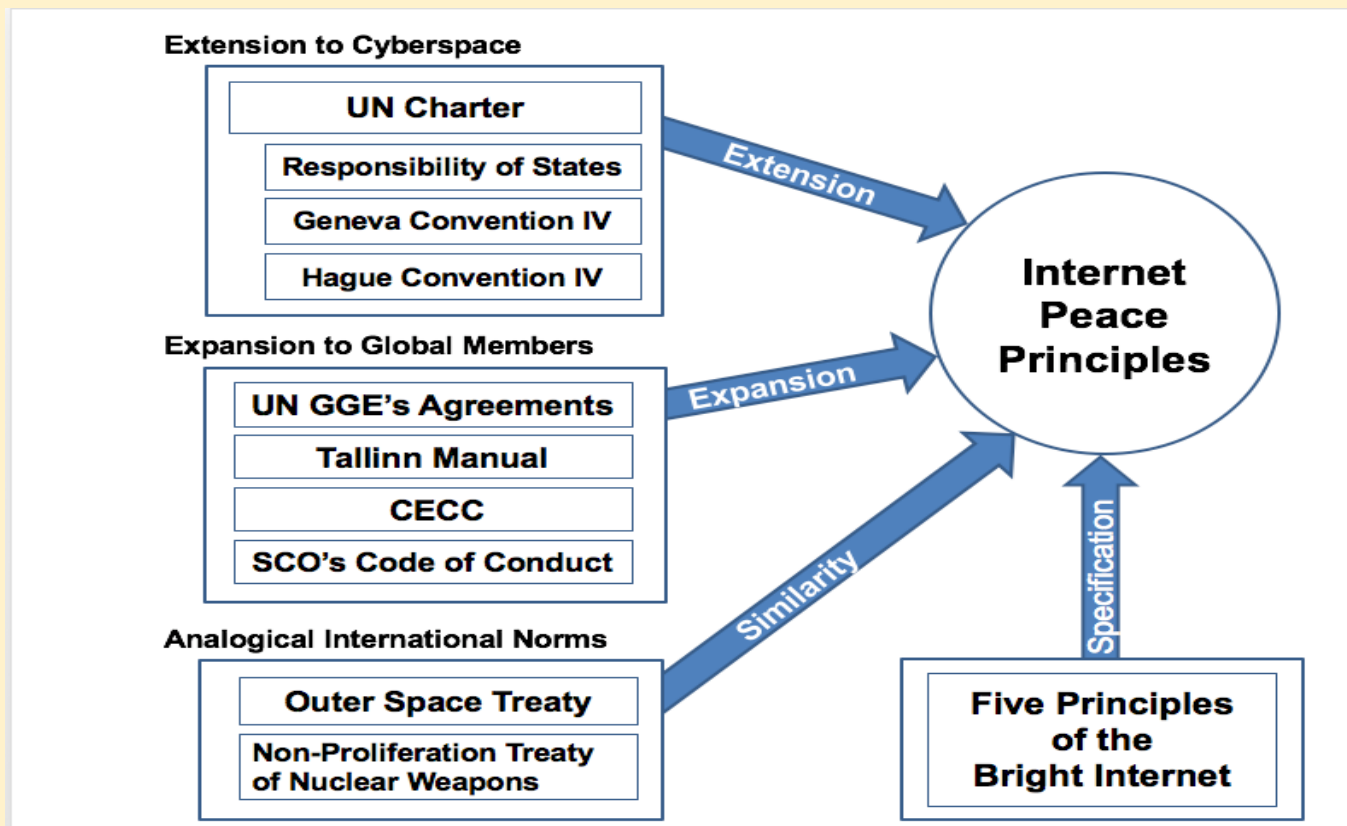 Extension to Cyberspace
UN Charter
Responsibility of States
Geneva Convention IV
Hague Convention IV
Extension
Expansion to Global Members
UN GGE’s Agreements
Tallinn Manual
CECC
SCO’s Code of Conduct
Expansion
Analogical International Norms
Outer Space Treaty
Non-Proliferation Treaty
of Nuclear Weapons
Similarity
Internet
Peace
Principles
Specification
Five Principles
of the
Bright Internet